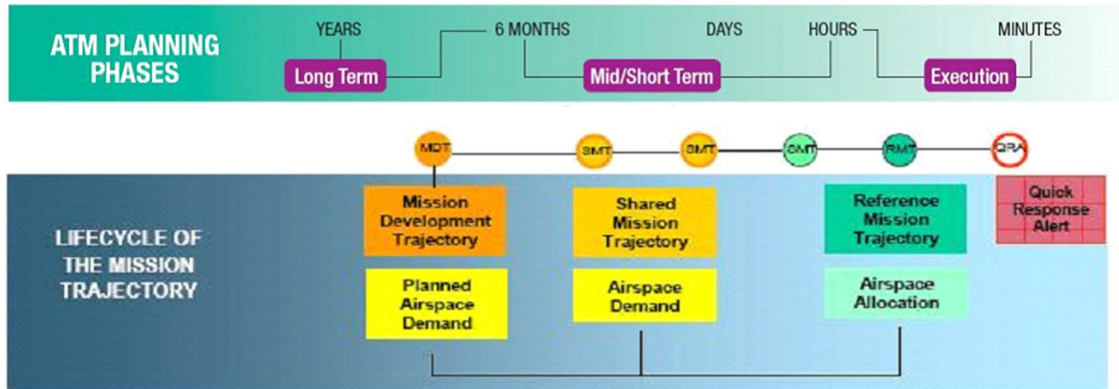 ATM PLANNING
PHASES
YEARS
6 MONTHS
DAYS
HOURS
MINUTES
Long Term
Mid/Short Term
Execution
MDT
SMT
SMT
SMT
RMT
QRA
LIFECYCLE OF
THE MISSION
TRAJECTORY
Mission
Development
Trajectory
Shared
Mission
Trajectory
Reference
Mission
Trajectory
Quick
Response
Alert
Planned
Airspace
Demand
Airspace
Demand
Airspace
Allocation